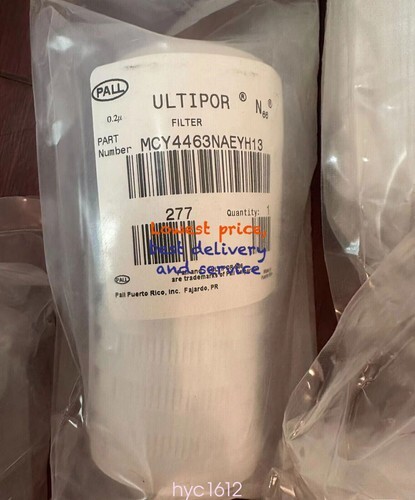 PALL
ULTIPOR ® N66 ®
0.2µ
FILTER
PART
Number
MCY4463NAEYH13
277
Quantity: 1
Lowest price,
best delivery
and service
are trademarks of
PALL
Pall Puerto Rico, Inc. Fajardo, PR
hyc1612